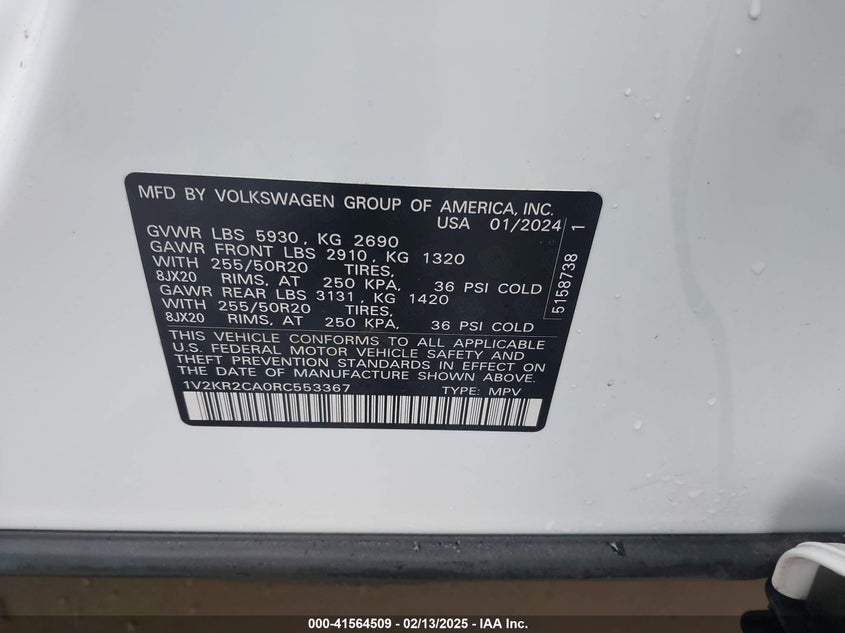 MFD BY VOLKSWAGEN GROUP OF AMERICA, INC.
USA 01/2024
GVWR LBS 5930, KG 2690
GAWR FRONT LBS 2910, KG 1320
WITH 255/50R20 TIRES,
8JX20 RIMS, AT 250 KPA, 36 PSI COLD
GAWR REAR LBS 3131, KG 1420
WITH 255/50R20 TIRES,
8JX20 RIMS, AT 250 KPA, 36 PSI COLD
5158738 1
THIS VEHICLE CONFORMS TO ALL APPLICABLE
U.S. FEDERAL MOTOR VEHICLE SAFETY AND
THEFT PREVENTION STANDARDS IN EFFECT ON
THE DATE OF MANUFACTURE SHOWN ABOVE.
1V2KR2CA0RC553367 TYPE: MPV
000-41564509 — 02/13/2025 — IAA Inc.